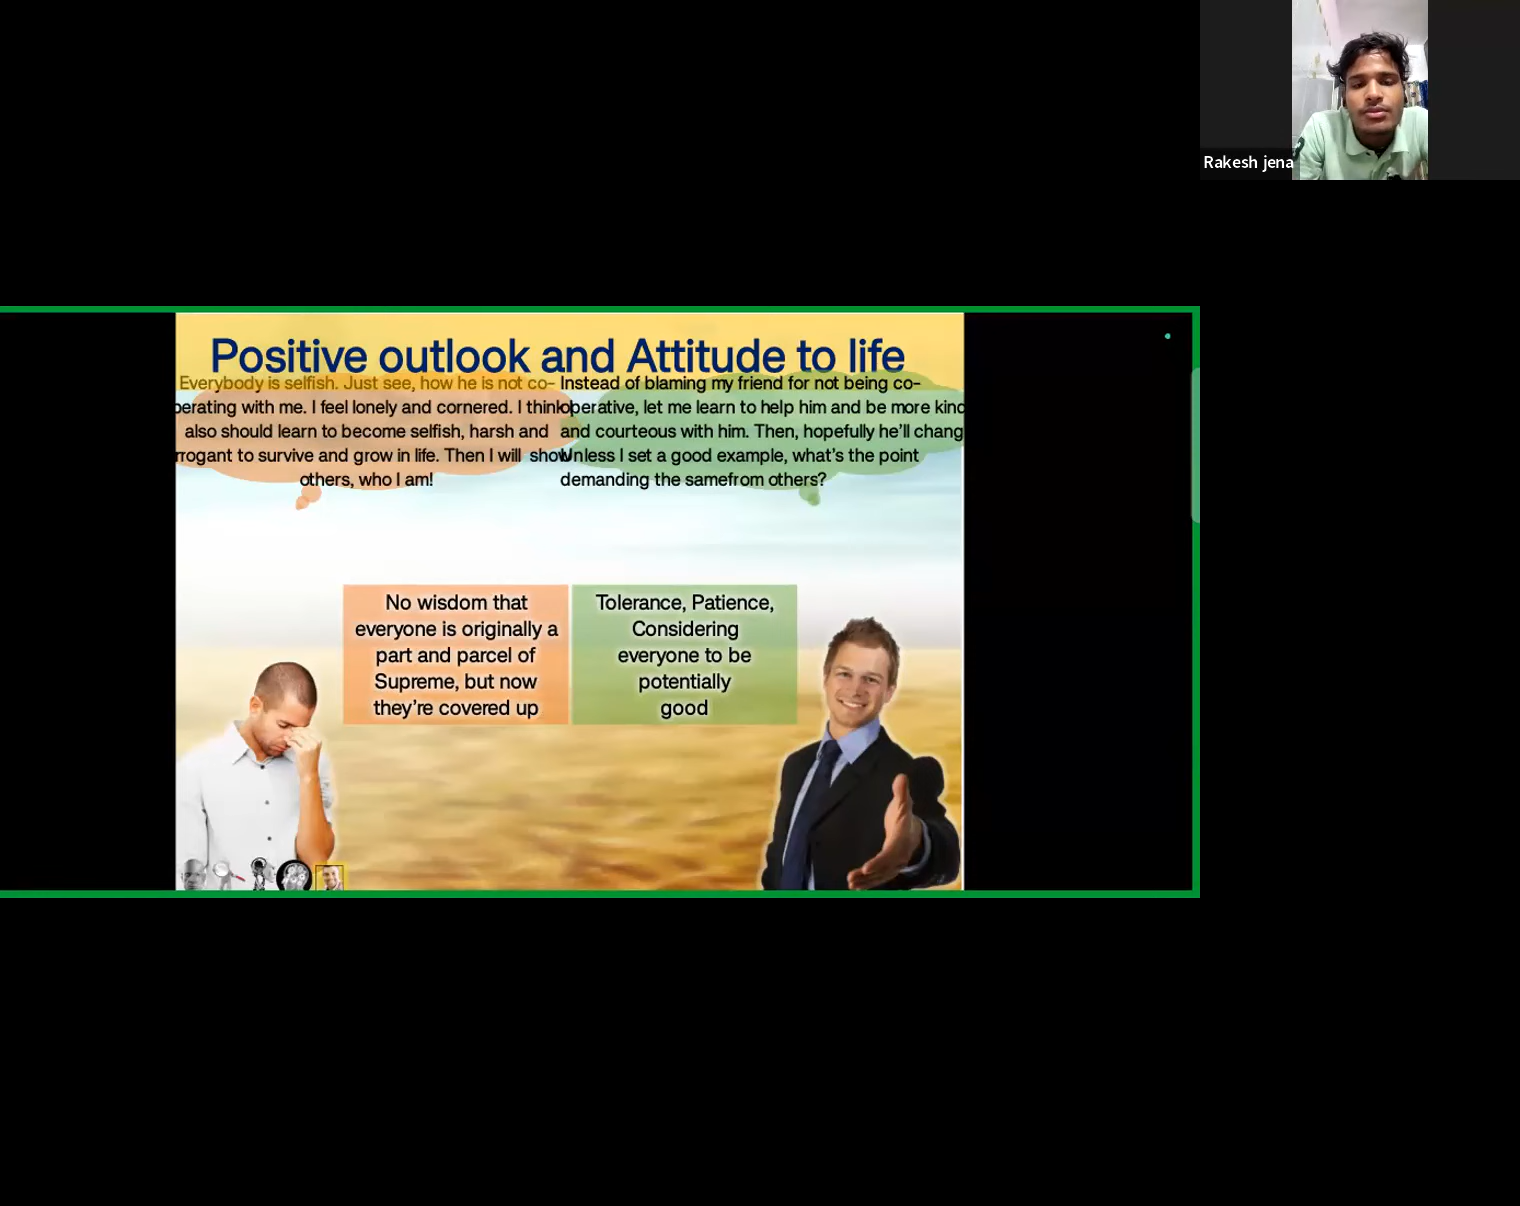 Rakesh jena
Positive outlook and Attitude to life
Everybody is selfish. Just see, how he is not co-
perating with me. I feel lonely and cornered. I think
also should learn to become selfish, harsh and
rrogant to survive and grow in life. Then I will show
others, who I am!
Instead of blaming my friend for not being co-
operative, let me learn to help him and be more kind
and courteous with him. Then, hopefully he'll chang
Unless I set a good example, what's the point
demanding the samefrom others?
No wisdom that
everyone is originally a
part and parcel of
Supreme, but now
they're covered up
Tolerance, Patience,
Considering
everyone to be
potentially
good